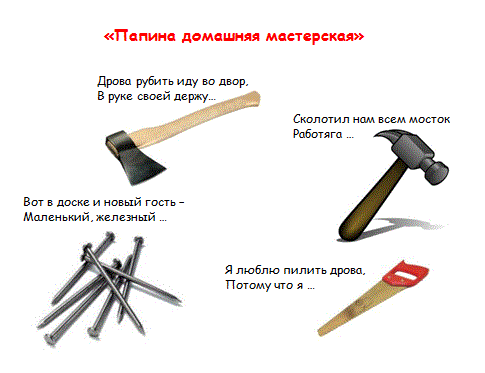 «Папина домашняя мастерская»
Дрова рубить иду во двор,
В руке своей держу…
Сколотил нам всем мосток
Работяга …
Вот в доске и новый гость –
Маленький, железный …
Я люблю пилить дрова,
Потому что я …